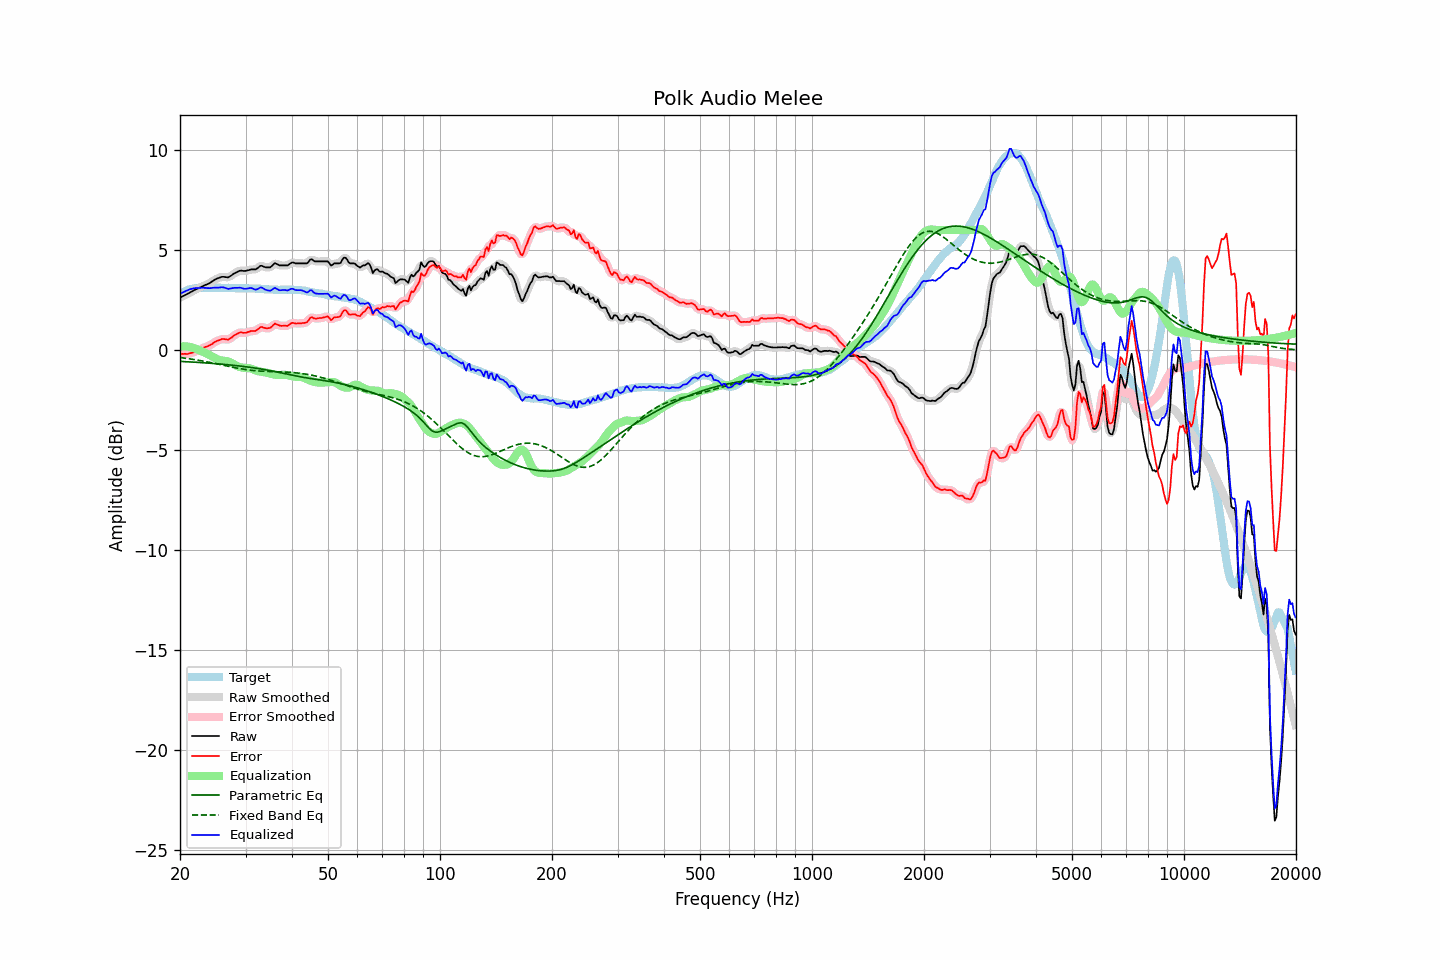 Polk Audio Melee
10
5
0
−5
−10
−15
−20
−25
Amplitude (dBr)
Target
Raw Smoothed
Error Smoothed
Raw
Error
Equalization
Parametric Eq
Fixed Band Eq
Equalized
20 50 100 200 500 1000 2000 5000 10000 20000
Frequency (Hz)